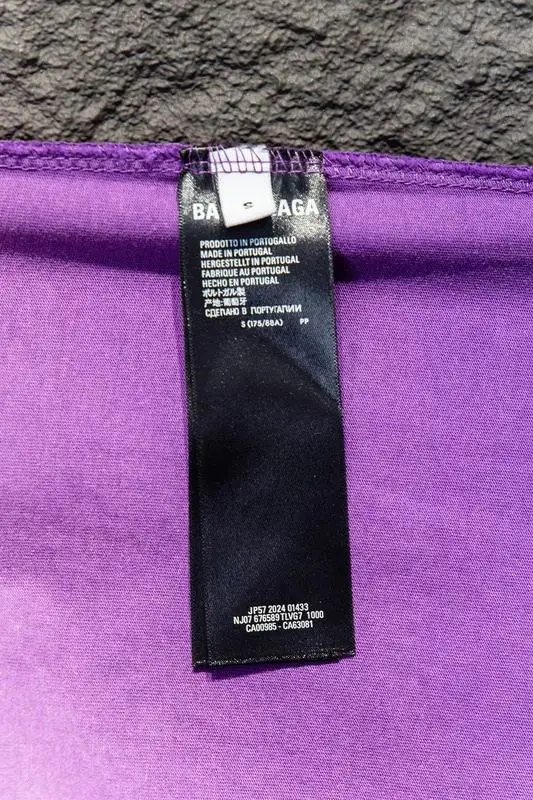 S
BA AGA
PRODOTTO IN PORTOGALLO
MADE IN PORTUGAL
HERGESTELLT IN PORTUGAL
FABRIQUE AU PORTUGAL
HECHO EN PORTUGAL
ポルトガル製
产地:葡萄牙
СДЕЛАНО В ПОРТУГАЛИИ
S (175/88A) PP
JP57 2024 01433
NJ07 676589 TLVG7 1000
CA00985 - CA63081